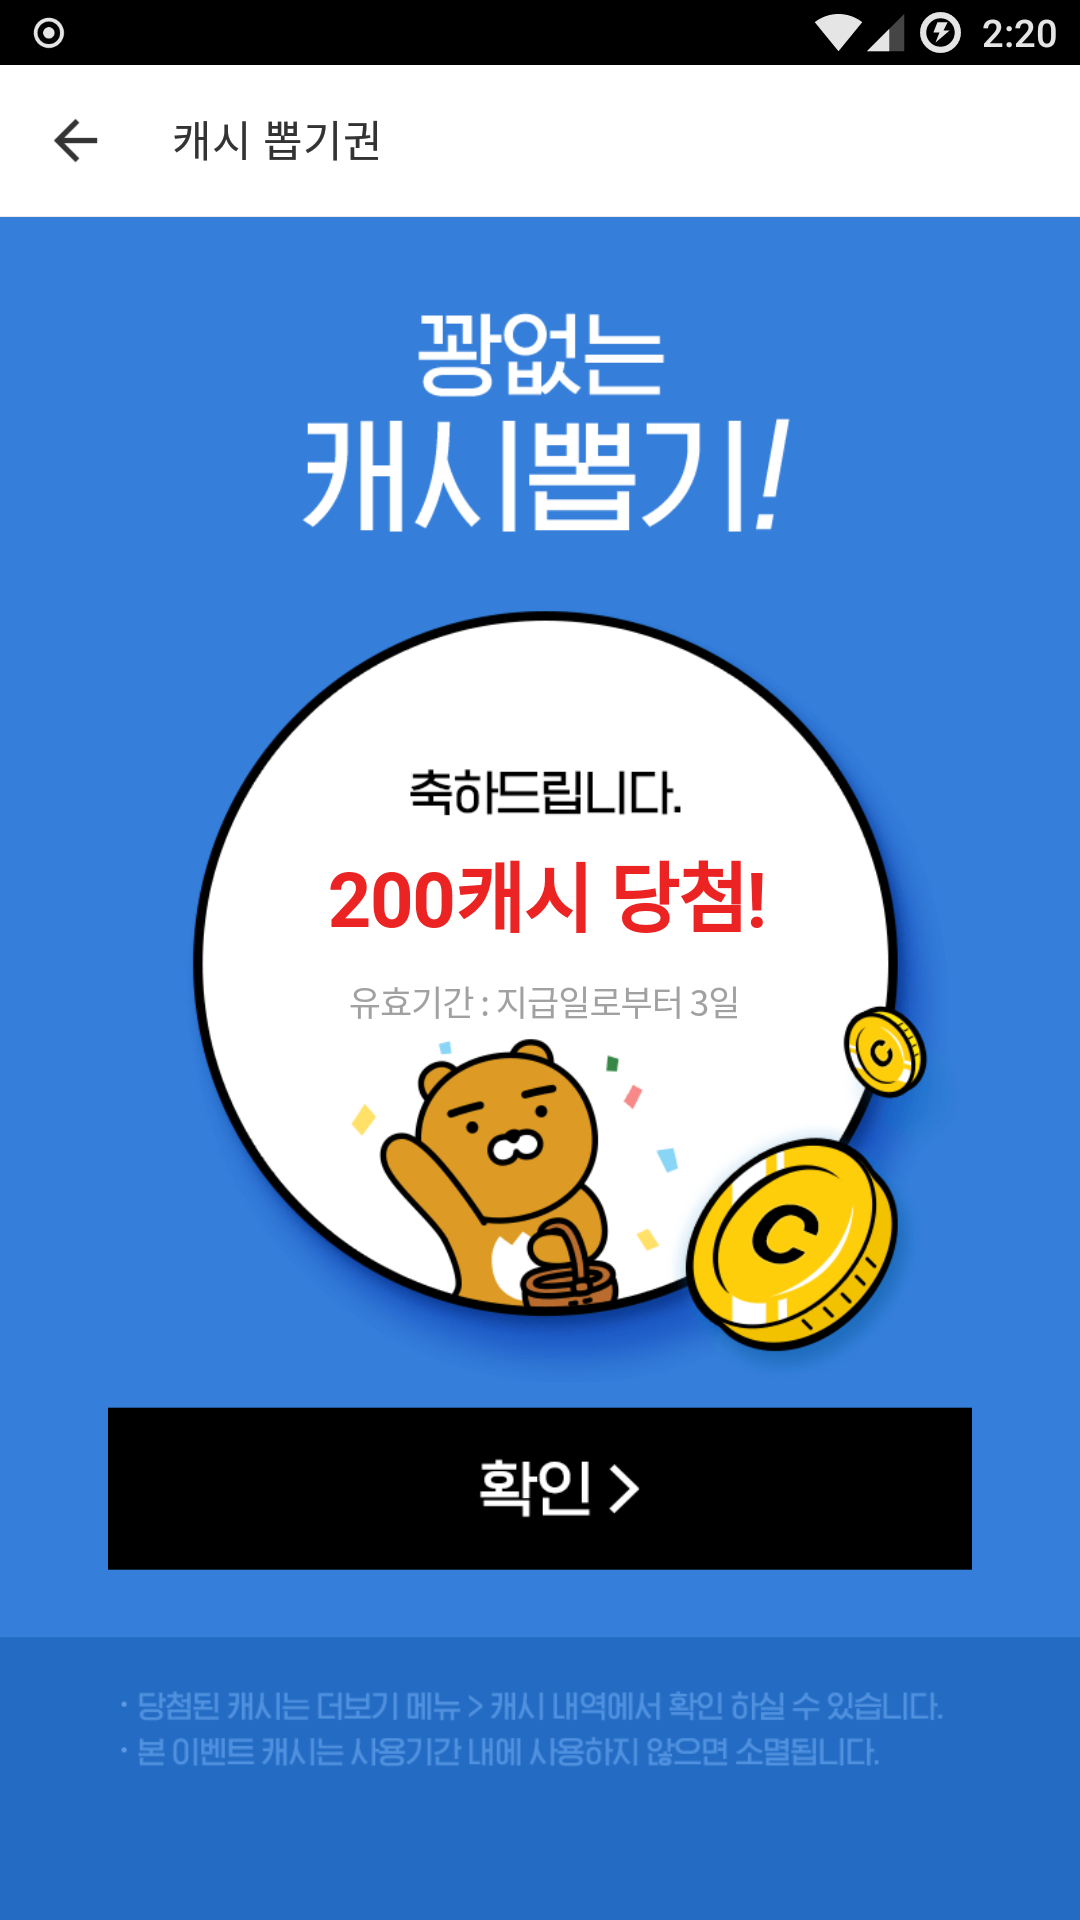 2:20
캐시 뽑기권
꽝없는
캐시뽑기!
축하드립니다.
200캐시 당첨!
유효기간 : 지급일로부터 3일
C
C
확인 >
· 당첨된 캐시는 더보기 메뉴 > 캐시 내역에서 확인 하실 수 있습니다.
· 본 이벤트 캐시는 사용기간 내에 사용하지 않으면 소멸됩니다.